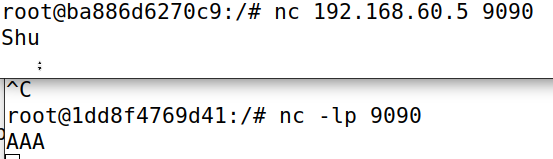 root@ba886d6270c9:/# nc 192.168.60.5 9090
Shu
^C
root@1dd8f4769d41:/# nc -lp 9090
AAA